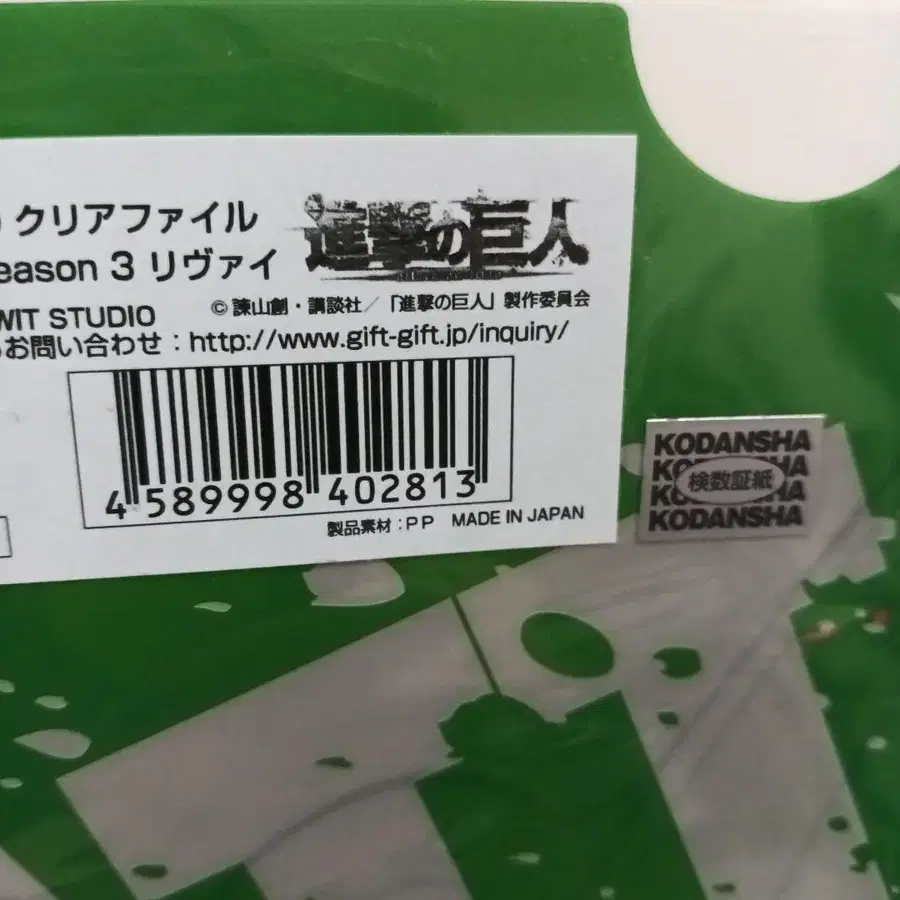 クリアファイル
進撃の巨人
eason 3 リヴァイ
WIT STUDIO
© 諫山創・講談社／「進撃の巨人」製作委員会
お問い合わせ：http://www.gift-gift.jp/inquiry/
4 589998 402813
製品素材：PP MADE IN JAPAN
KODANSHA
検数証紙
KODANSHA